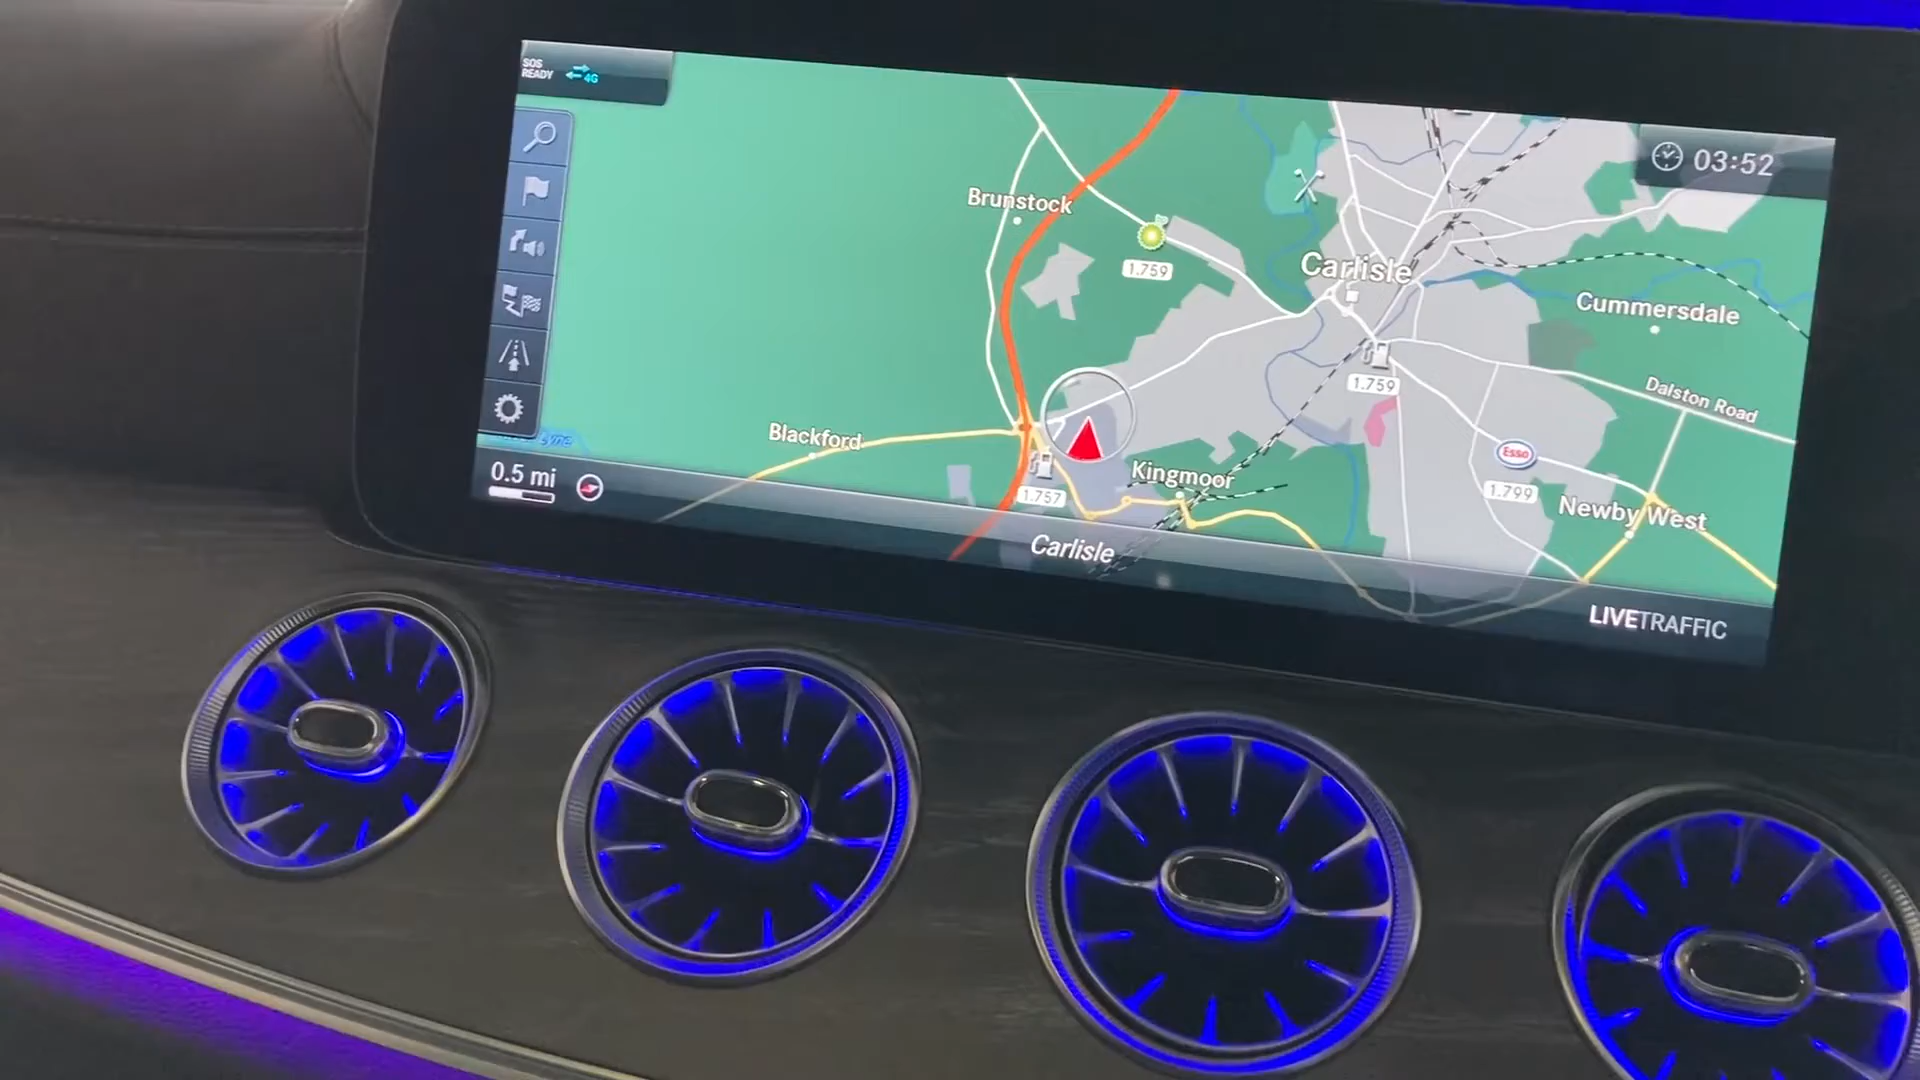 SOS
READY
4G
03:52
Brunstock
1.759
Carlisle
Cummersdale
1.759
Dalston Road
Blackford
Lyne
Kingmoor
Esso
0.5 mi
1.757
1.799
Newby West
Carlisle
LIVETRAFFIC